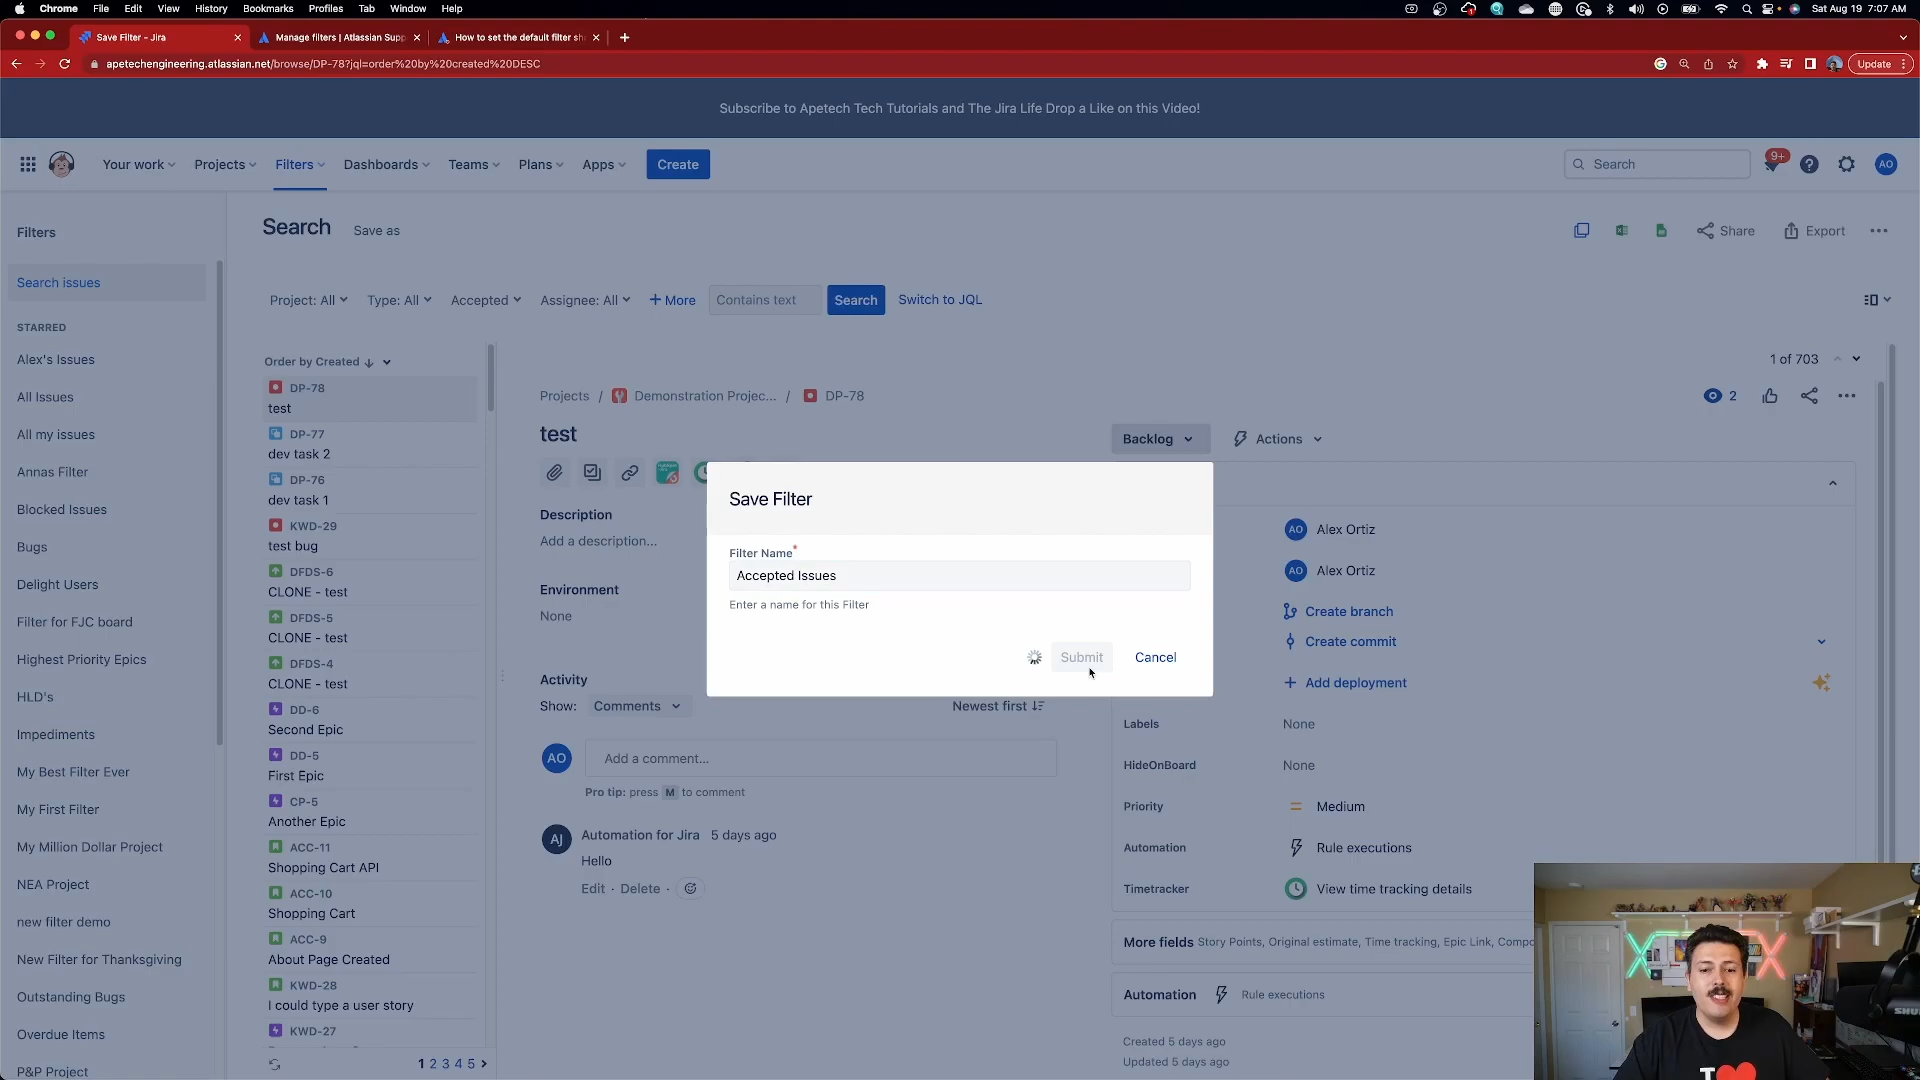 Chrome File Edit View History Bookmarks Profiles Tab Window Help
Sat Aug 19 7:07 AM
Save Filter - Jira
Manage filters | Atlassian Supp
How to set the default filter sh
apetechengineering.atlassian.net/browse/DP-78?jql=order%20by%20created%20DESC
Update
Subscribe to Apetech Tech Tutorials and The Jira Life Drop a Like on this Video!
Your work Projects Filters Dashboards Teams Plans Apps Create
Search
9+
AO
Filters
Search issues
STARRED
Alex's Issues
All Issues
All my issues
Annas Filter
Blocked Issues
Bugs
Delight Users
Filter for FJC board
Highest Priority Epics
HLD's
Impediments
My Best Filter Ever
My First Filter
My Million Dollar Project
NEA Project
new filter demo
New Filter for Thanksgiving
Outstanding Bugs
Overdue Items
P&P Project
Search Save as
Share Export
Project: All Type: All Accepted Assignee: All + More Contains text Search Switch to JQL
Order by Created
DP-78
test
DP-77
dev task 2
DP-76
dev task 1
KWD-29
test bug
DFDS-6
CLONE - test
DFDS-5
CLONE - test
DFDS-4
CLONE - test
DD-6
Second Epic
DD-5
First Epic
CP-5
Another Epic
ACC-11
Shopping Cart API
ACC-10
Shopping Cart
ACC-9
About Page Created
KWD-28
I could type a user story
KWD-27
1 2 3 4 5
1 of 703
Projects / Demonstration Projec... / DP-78
2
test
Description
Add a description...
Environment
None
Activity
Show: Comments
Newest first
AO
Add a comment...
Pro tip: press M to comment
AJ
Automation for Jira 5 days ago
Hello
Edit · Delete ·
Save Filter
Filter Name*
Accepted Issues
Enter a name for this Filter
Submit Cancel
Backlog Actions
AO Alex Ortiz
AO Alex Ortiz
Create branch
Create commit
+ Add deployment
Labels None
HideOnBoard None
Priority Medium
Automation Rule executions
Timetracker View time tracking details
More fields Story Points, Original estimate, Time tracking, Epic Link, Compo
Automation Rule executions
Created 5 days ago
Updated 5 days ago